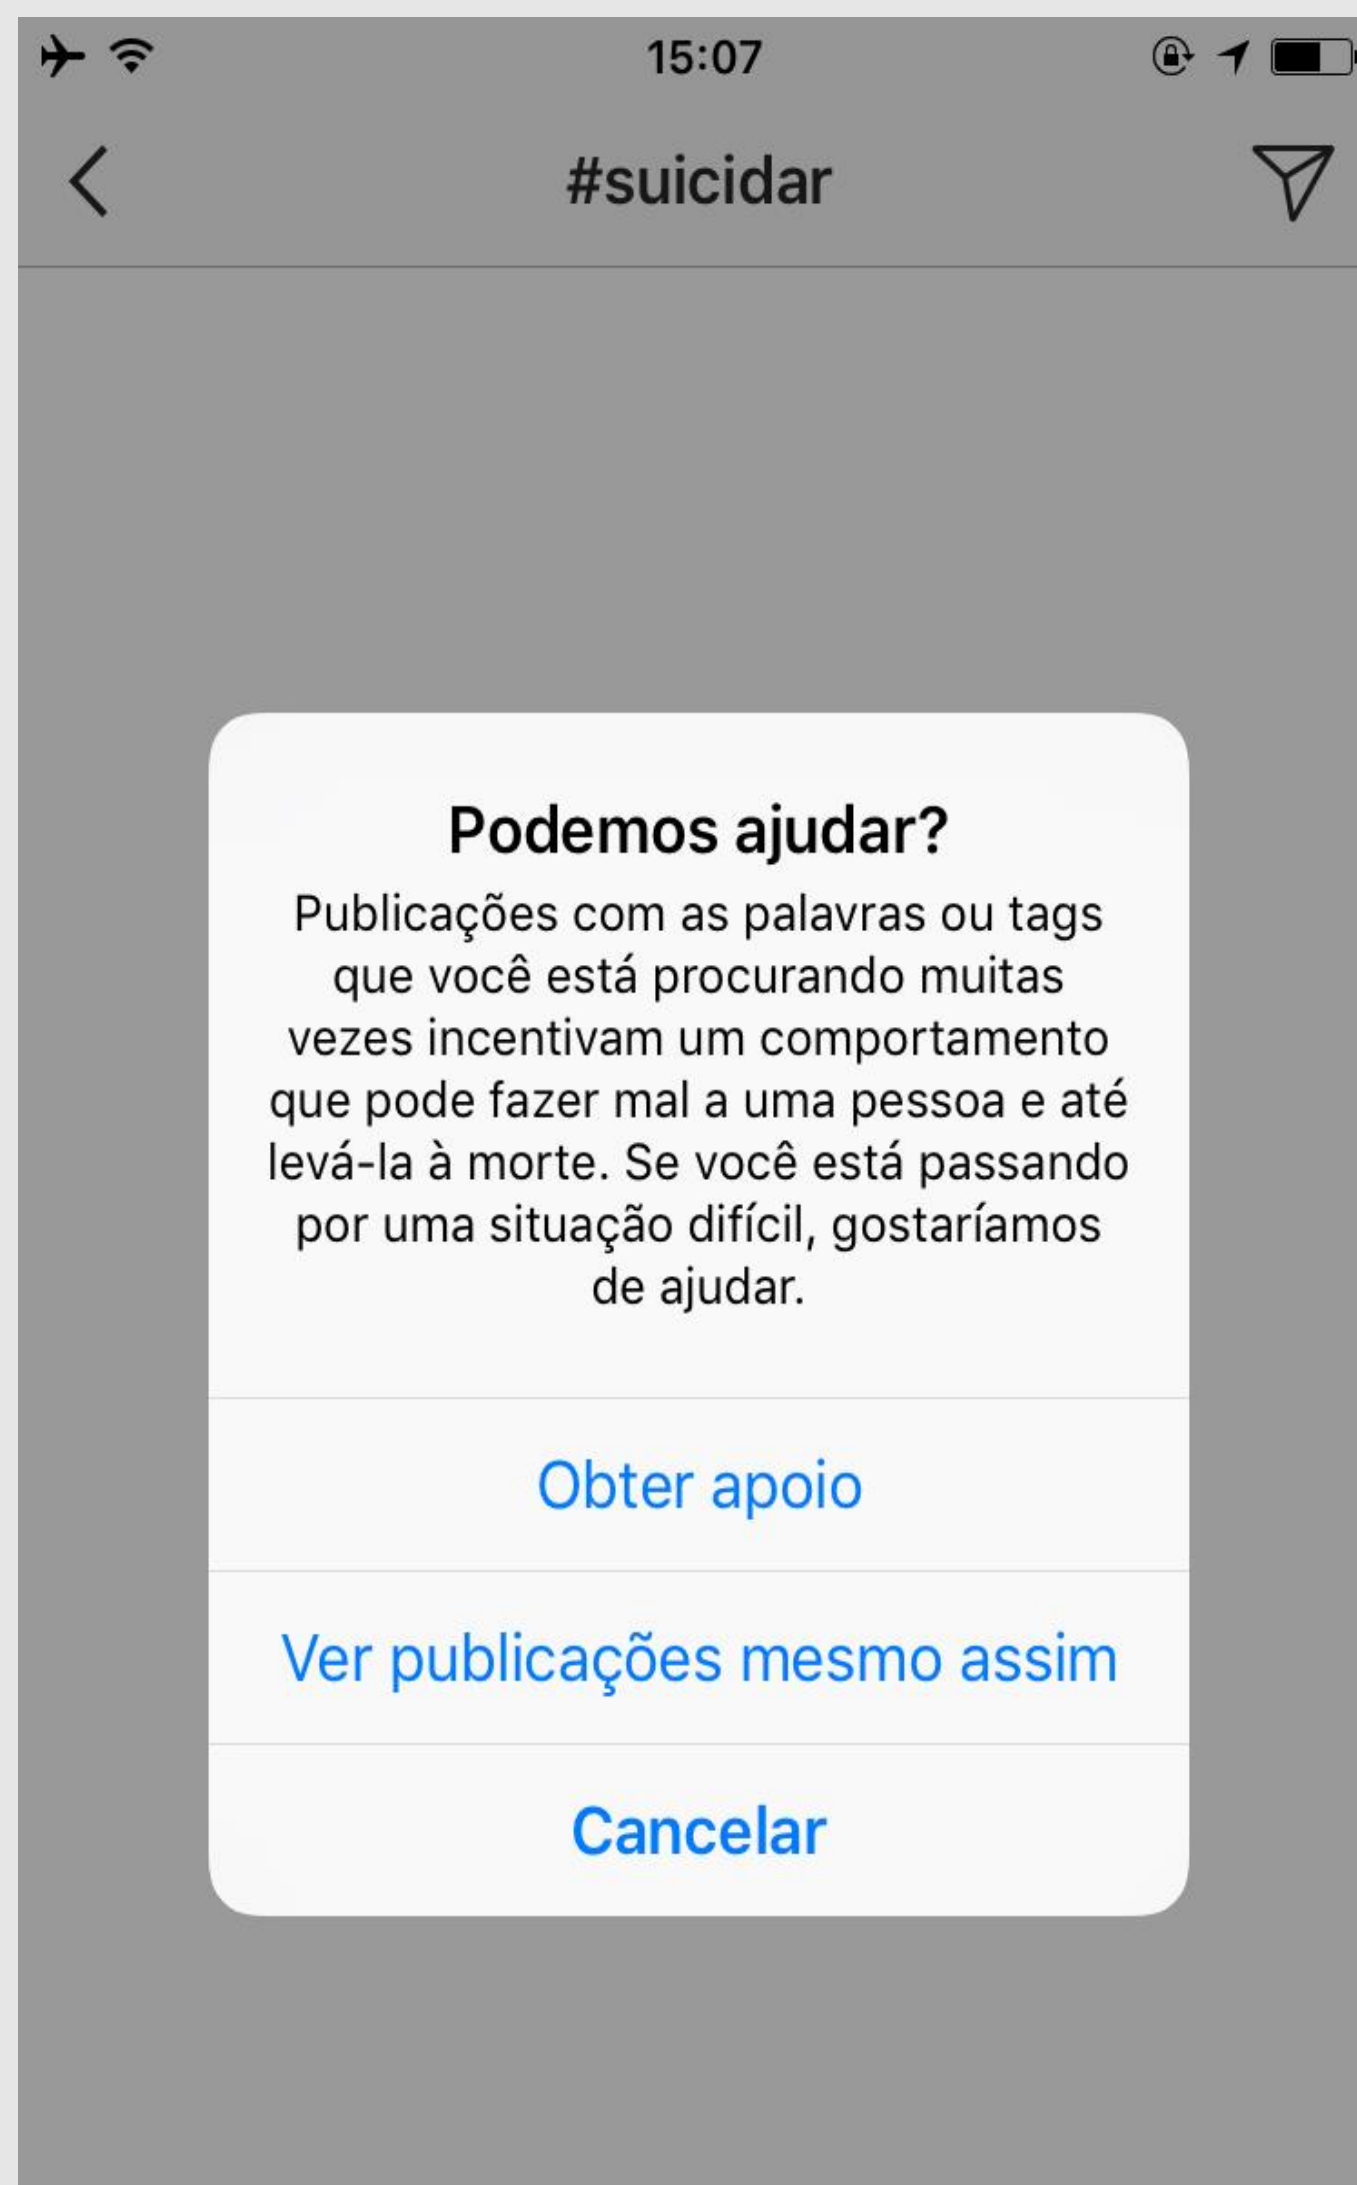 15:07
#suicidar
Podemos ajudar?
Publicações com as palavras ou tags
que você está procurando muitas
vezes incentivam um comportamento
que pode fazer mal a uma pessoa e até
levá-la à morte. Se você está passando
por uma situação difícil, gostaríamos
de ajudar.
Obter apoio
Ver publicações mesmo assim
Cancelar